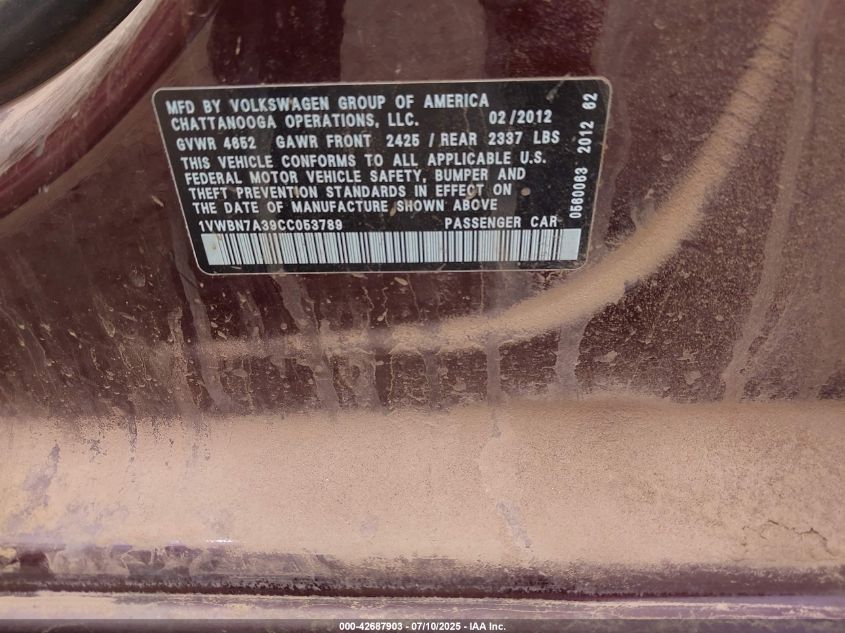 MFD BY VOLKSWAGEN GROUP OF AMERICA
CHATTANOOGA OPERATIONS, LLC. 02/2012
GVWR 4652 GAWR FRONT 2425 / REAR 2337 LBS
THIS VEHICLE CONFORMS TO ALL APPLICABLE U.S.
FEDERAL MOTOR VEHICLE SAFETY, BUMPER AND
THEFT PREVENTION STANDARDS IN EFFECT ON
THE DATE OF MANUFACTURE SHOWN ABOVE
1VWBN7A39CC053789 PASSENGER CAR
0560063 2012 62
000-42687903 - 07/10/2025 - IAA Inc.